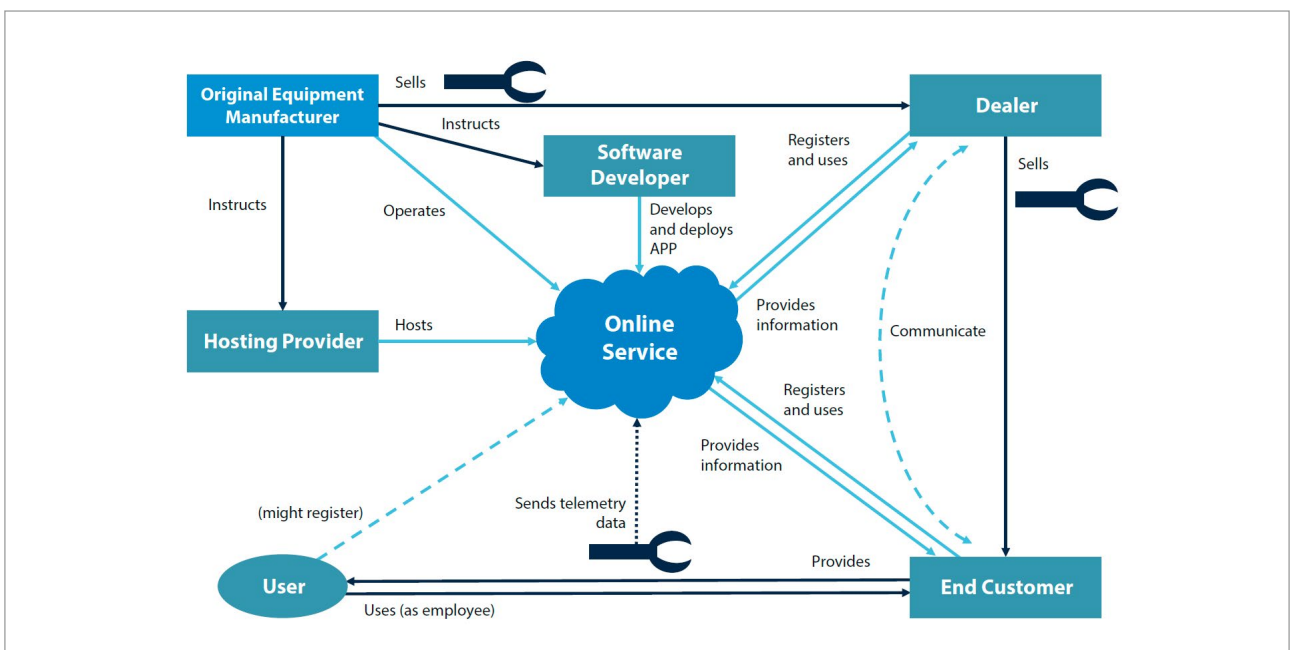 Original Equipment
Manufacturer
Sells
Instructs
Dealer
Software
Developer
Registers
and uses
Sells
Instructs
Operates
Develops
and deploys
APP
Hosting Provider
Hosts
Online
Service
Provides
information
Communicate
Registers
and uses
Provides
information
Sends telemetry
data
(might register)
User
Provides
Uses (as employee)
End Customer